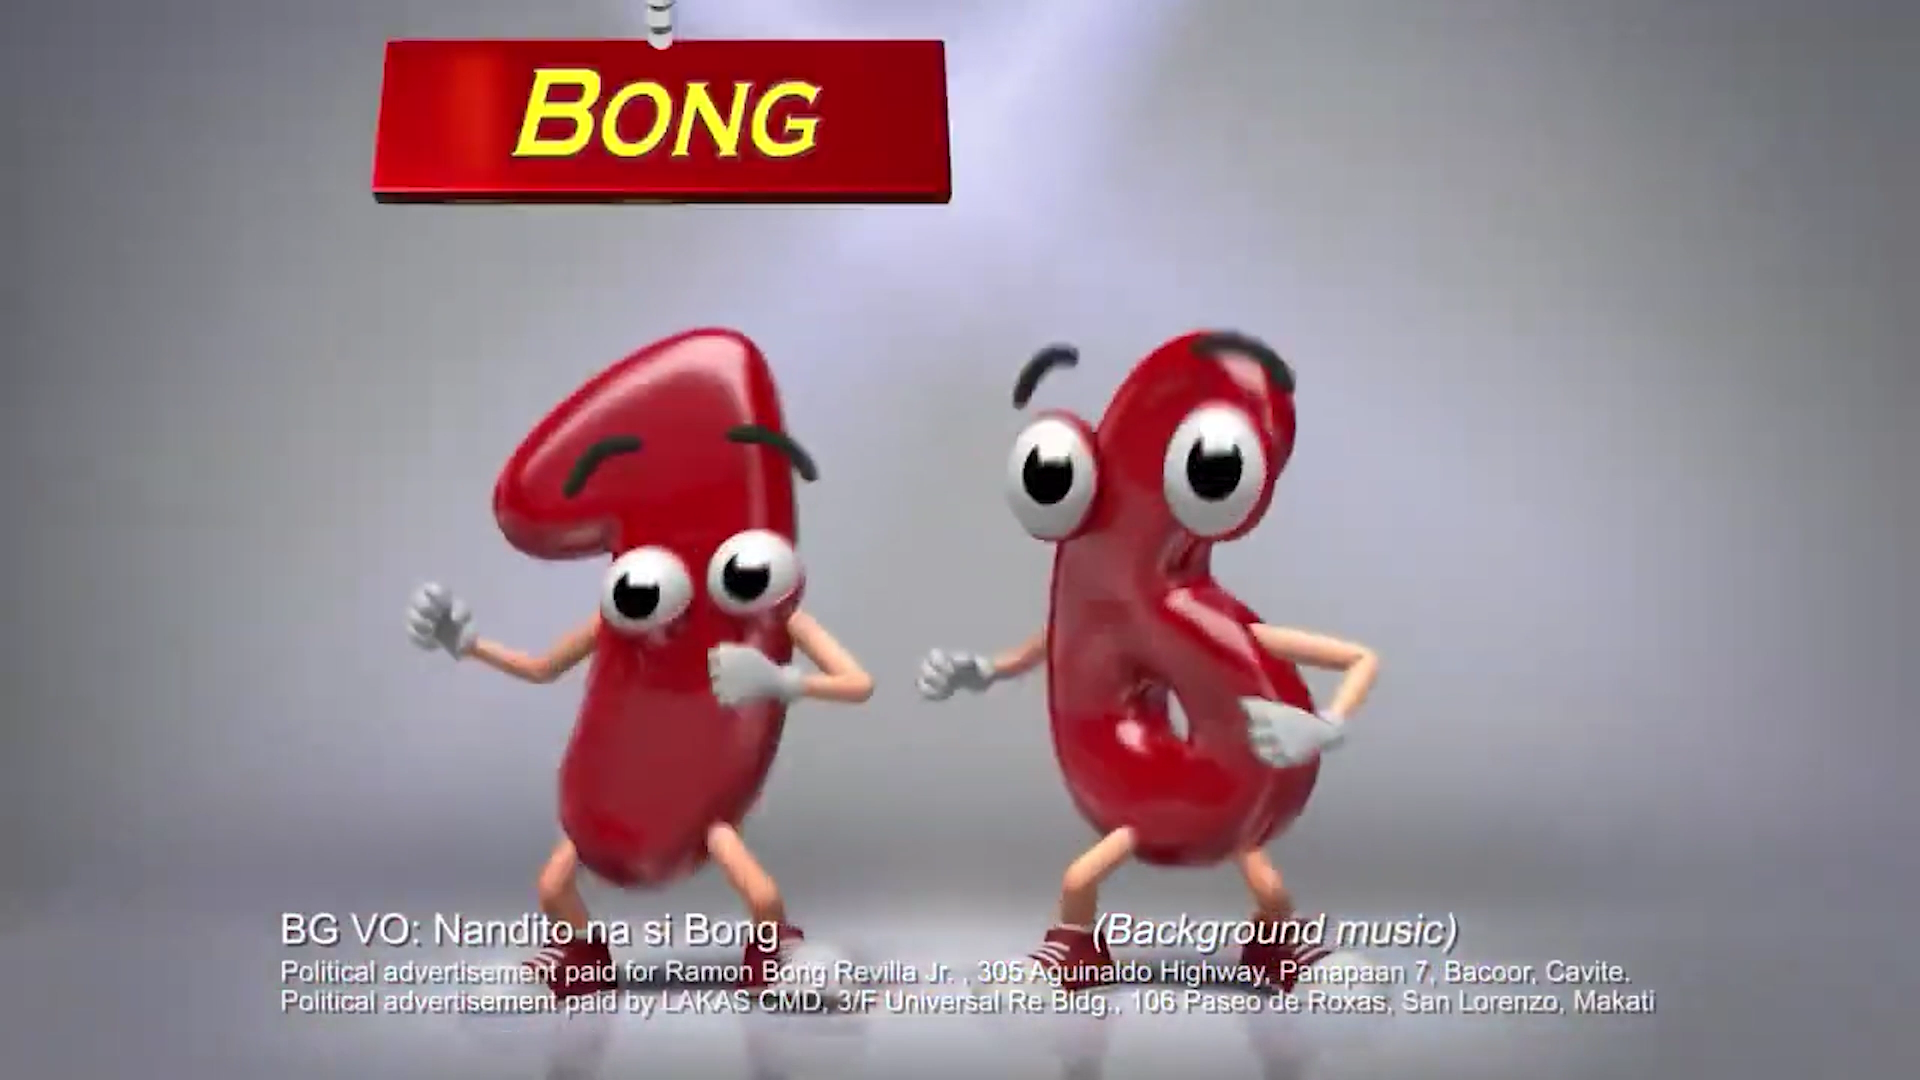 BONG
BG VO: Nandito na si Bong (Background music)
Political advertisement paid for Ramon Bong Revilla Jr. , 305 Aguinaldo Highway, Panapaan 7, Bacoor, Cavite.
Political advertisement paid by LAKAS CMD, 3/F Universal Re Bldg., 106 Paseo de Roxas, San Lorenzo, Makati